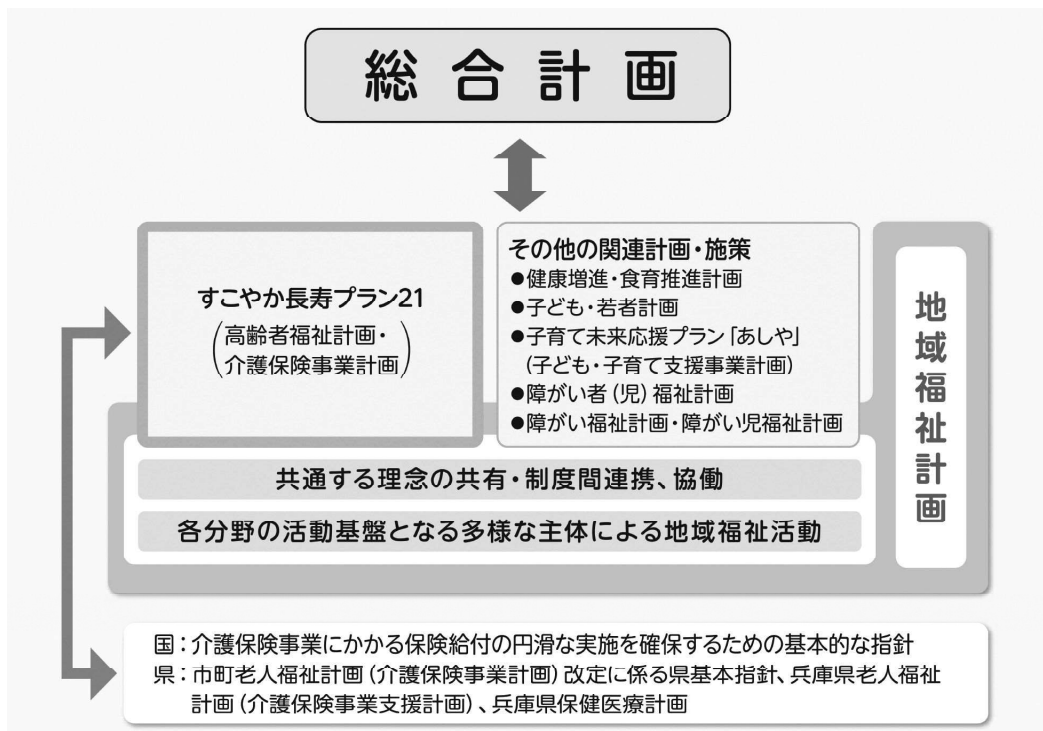 総合計画
すこやか長寿プラン21
(高齢者福祉計画・
介護保険事業計画)
その他の関連計画・施策
●健康増進・食育推進計画
●子ども・若者計画
●子育て未来応援プラン「あしや」
(子ども・子育て支援事業計画)
●障がい者(児)福祉計画
●障がい福祉計画・障がい児福祉計画
地域福祉計画
共通する理念の共有・制度間連携、協働
各分野の活動基盤となる多様な主体による地域福祉活動
国:介護保険事業にかかる保険給付の円滑な実施を確保するための基本的な指針
県:市町老人福祉計画(介護保険事業計画)改定に係る県基本指針、兵庫県老人福祉
計画(介護保険事業支援計画)、兵庫県保健医療計画